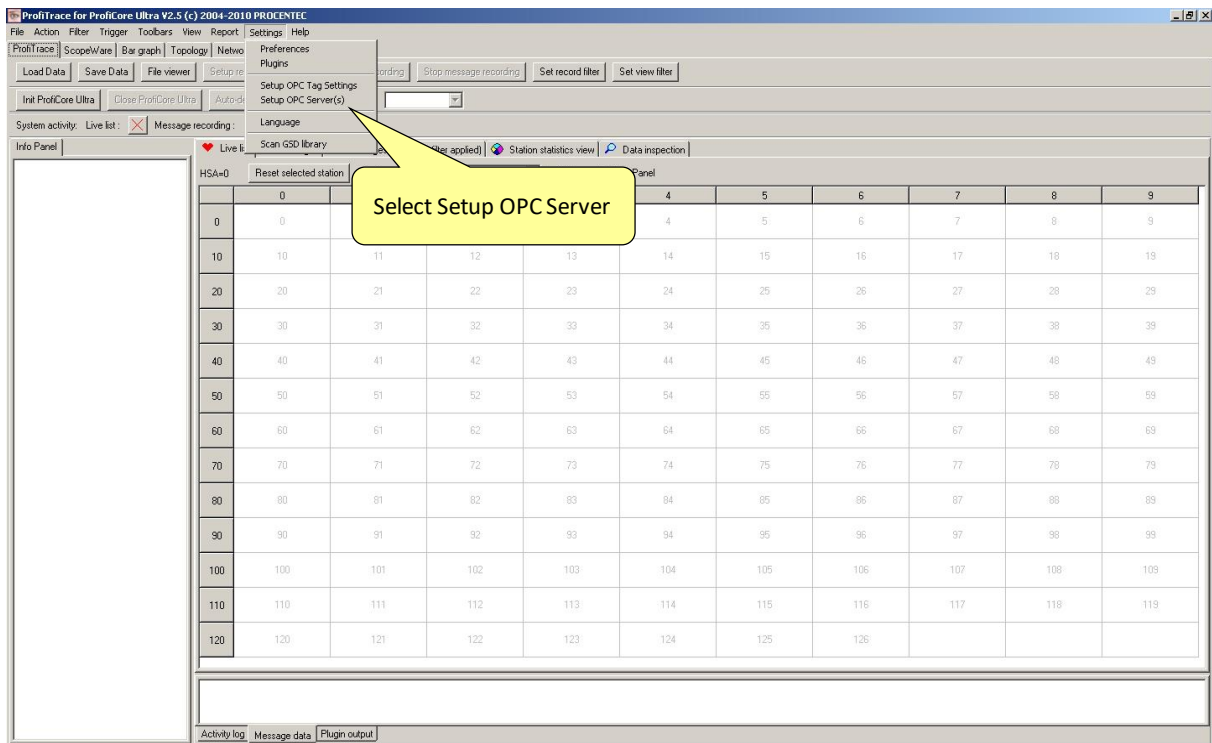 ProfiTrace for ProfiCore Ultra V2.5 (c) 2004-2010 PROCENTEC
File Action Filter Trigger Toolbars View Report Settings Help
ProfiTrace ScopeWare Bar graph Topology
Preferences
Plugins
Setup OPC Tag Settings
Setup OPC Server(s)
Language
Scan GSD library
Load Data Save Data File viewer Setup Stop message recording Set record filter Set view filter
Init ProfiCore Ultra Close ProfiCore Ultra
System activity: Live list : Message recording :
Info Panel
Live applied) Station statistics view Data inspection
HSA=0 Reset selected station Panel
Select Setup OPC Server
0 4 5 6 7 8 9
0 0 4 5 6 7 8 9
10 10 11 12 13 14 15 16 17 18 19
20 20 21 22 23 24 25 26 27 28 29
30 30 31 32 33 34 35 36 37 38 39
40 40 41 42 43 44 45 46 47 48 49
50 50 51 52 53 54 55 56 57 58 59
60 60 61 62 63 64 65 66 67 68 69
70 70 71 72 73 74 75 76 77 78 79
80 80 81 82 83 84 85 86 87 88 89
90 90 91 92 93 94 95 96 97 98 99
100 100 101 102 103 104 105 106 107 108 109
110 110 111 112 113 114 115 116 117 118 119
120 120 121 122 123 124 125 126
Activity log Message data Plugin output